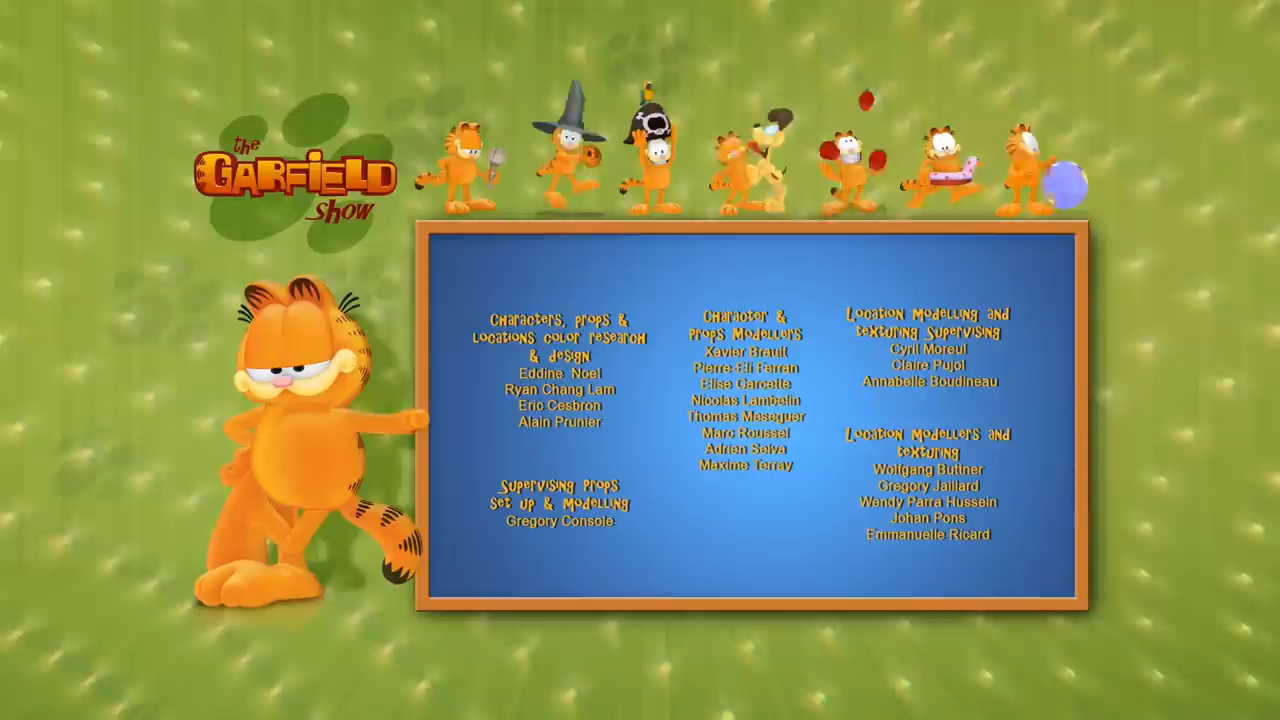 the
GARFIELD
Show
Characters, props &
Locations color research
& design
Eddine Noel
Ryan Chang Lam
Eric Cesbron
Alain Prunier
Supervising Props
Set up & Modelling
Gregory Console
Character &
Props Modellers
Xavier Brault
Pierre-Eli Ferran
Elise Garcette
Nicolas Lambelin
Thomas Meseguer
Marc Roussel
Adrien Selva
Maxime Terray
Location Modelling and
texturing Supervising
Cyril Moreul
Claire Pujol
Annabelle Boudineau
Location Modellers and
texturing
Wolfgang Buttner
Gregory Jaillard
Wendy Parra Hussein
Johan Pons
Emmanuelle Ricard